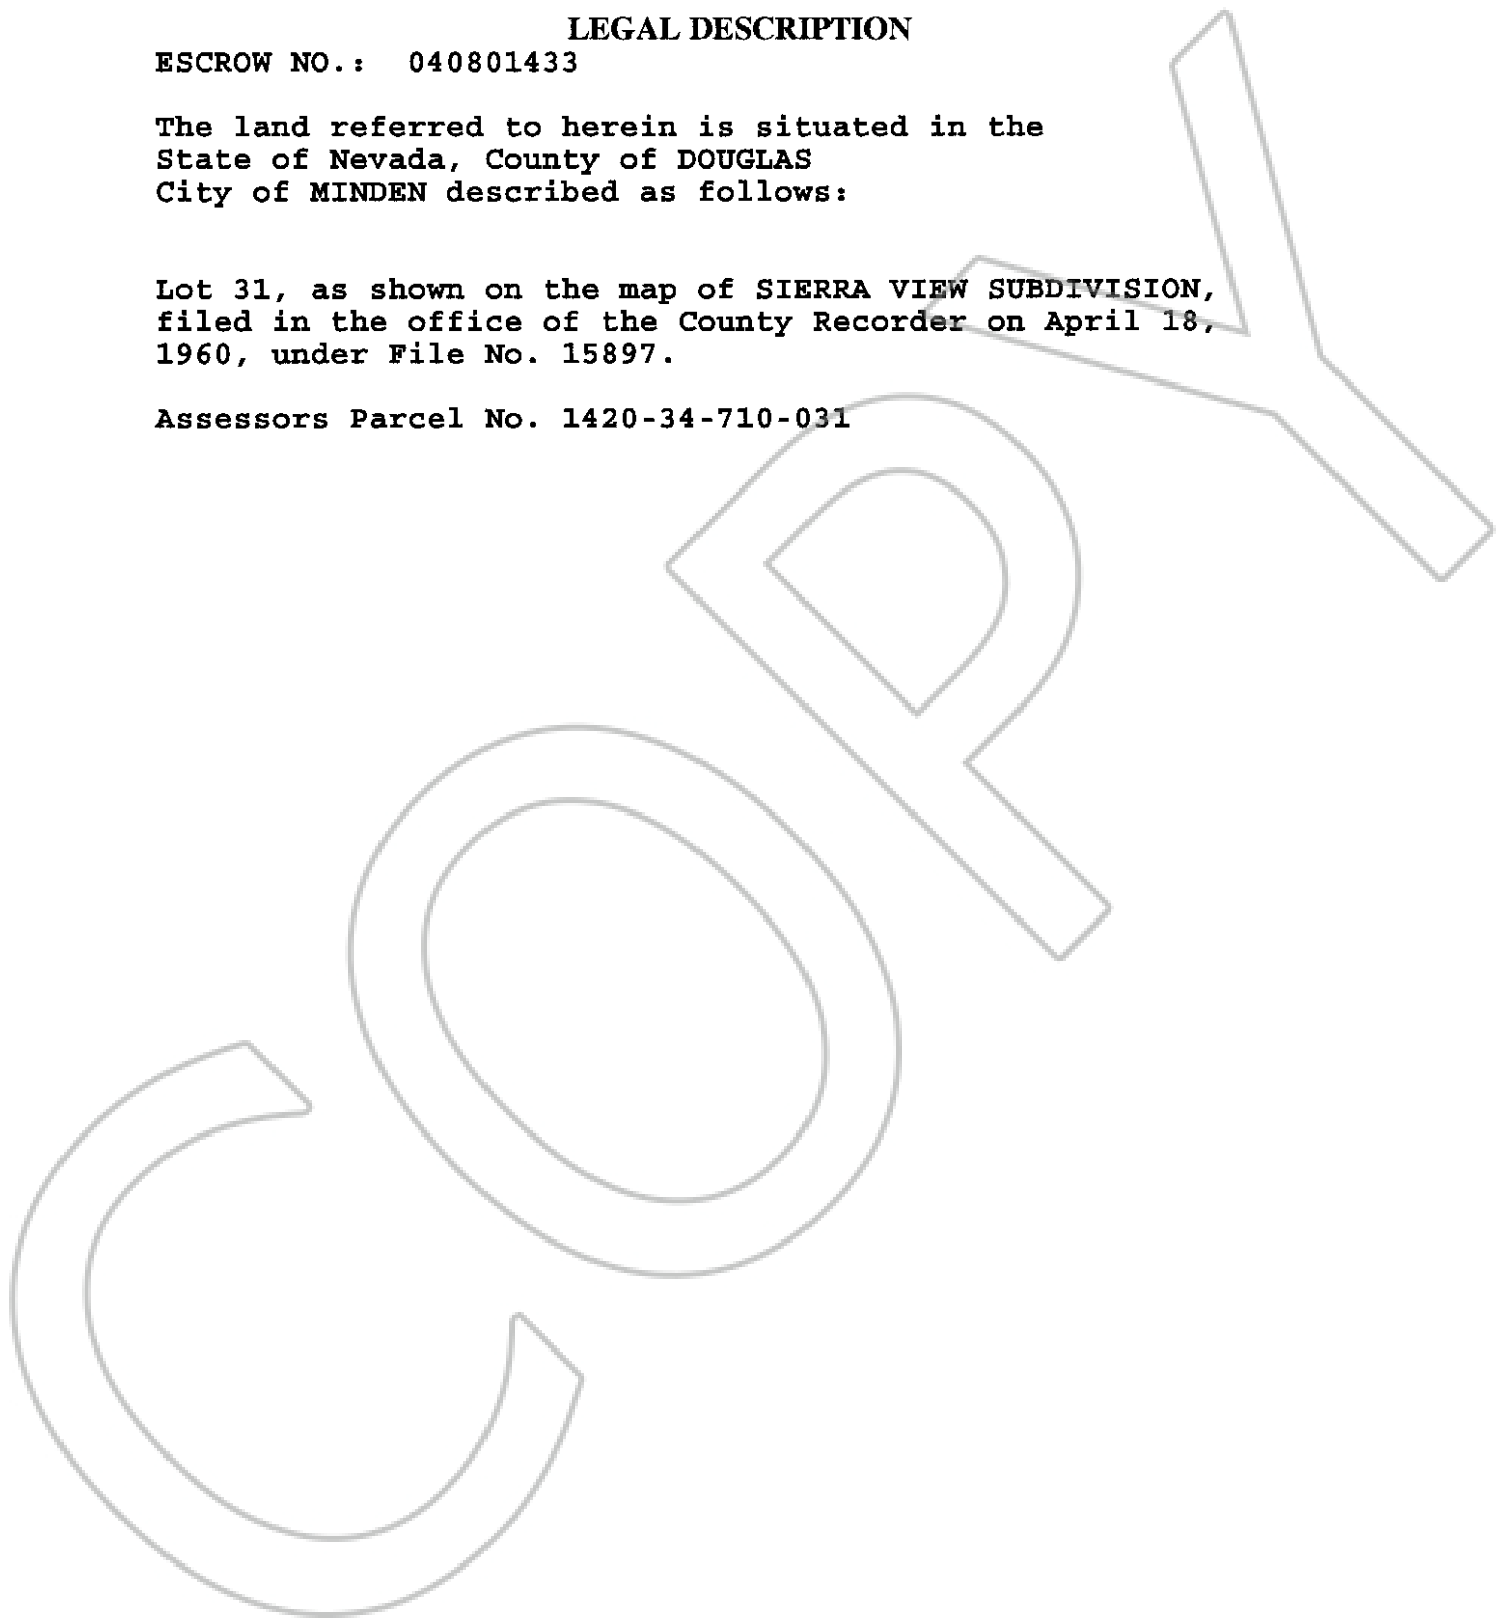 LEGAL DESCRIPTION
ESCROW NO.: 040801433
The land referred to herein is situated in the
State of Nevada, County of DOUGLAS
City of MINDEN described as follows:
Lot 31, as shown on the map of SIERRA VIEW SUBDIVISION,
filed in the office of the County Recorder on April 18,
1960, under File No. 15897.
Assessors Parcel No. 1420-34-710-031
COPY